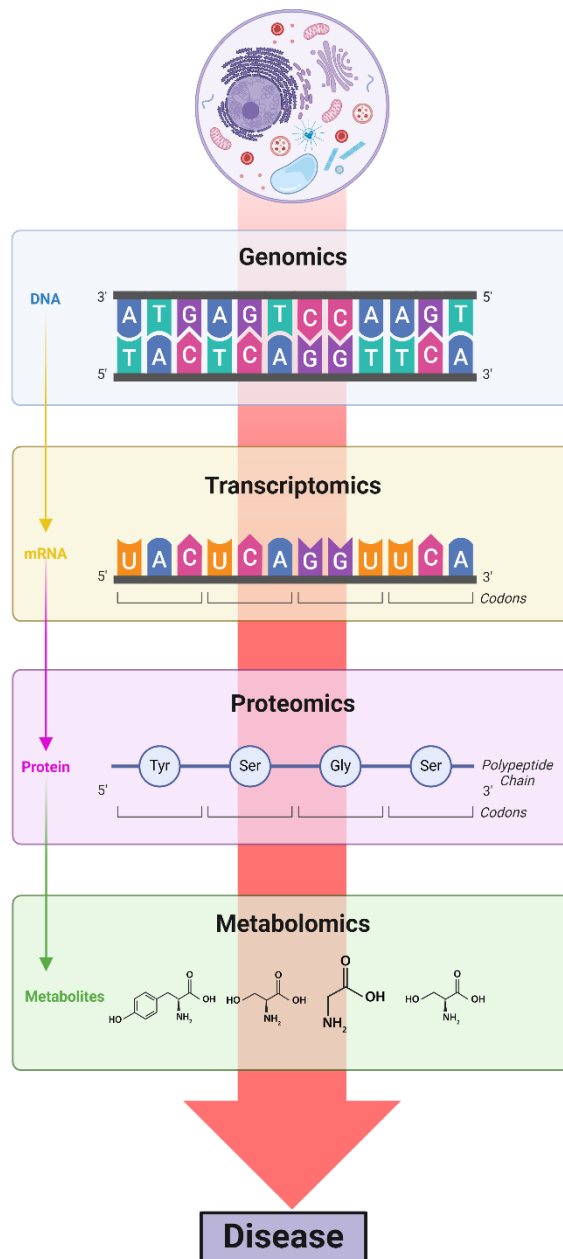 Genomics
DNA
3' 5'
A T G A G T C C A A G T
T A C T C A G G T T C A
5' 3'
Transcriptomics
mRNA
U A C U C A G G U U C A
5' 3'
Codons
Proteomics
Protein
Tyr Ser Gly Ser
Polypeptide
Chain
5' 3'
Codons
Metabolomics
Metabolites
O O O O
OH HO OH OH HO OH
HO NH₂ NH₂ NH₂ NH₂
Disease